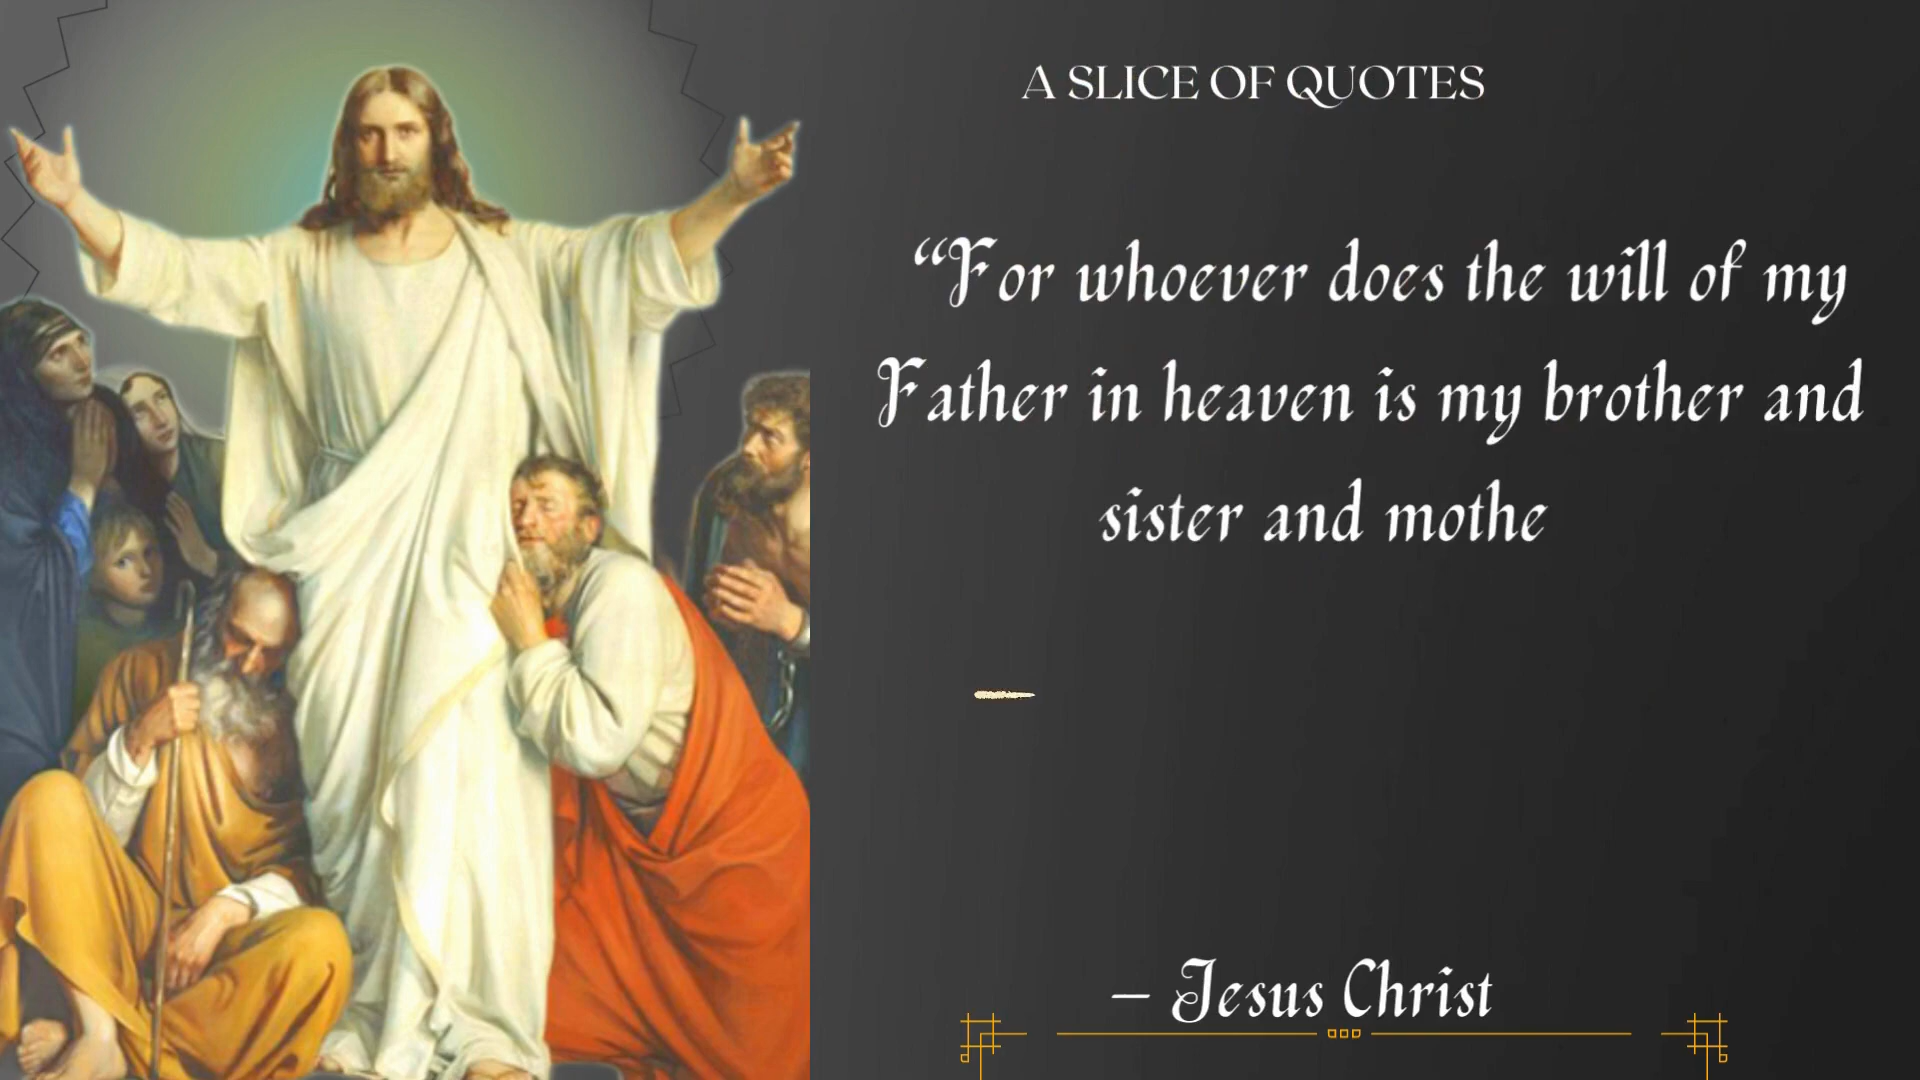 A SLICE OF QUOTES
“For whoever does the will of my
Father in heaven is my brother and
sister and mothe
– Jesus Christ